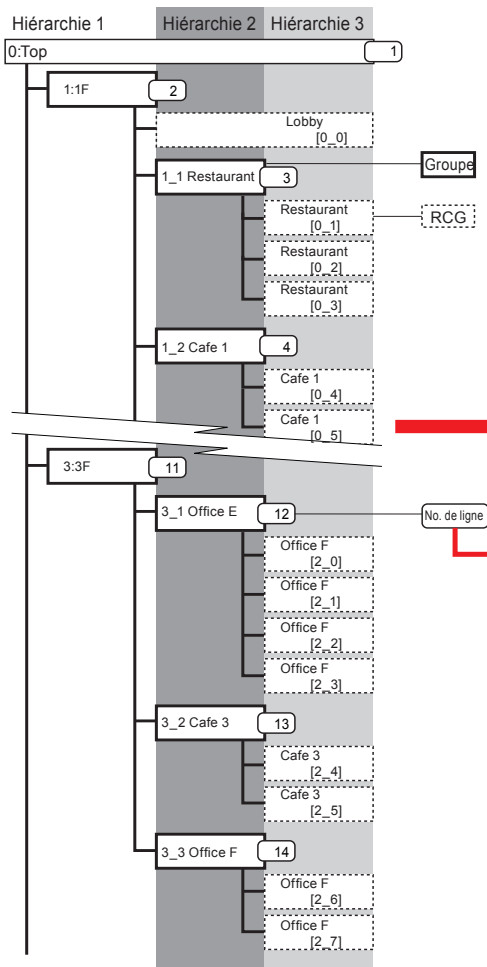 Hiérarchie 1 Hiérarchie 2 Hiérarchie 3
0:Top 1
1:1F 2
Lobby
[0_0]
1_1 Restaurant 3
Groupe
Restaurant
[0_1]
RCG
Restaurant
[0_2]
Restaurant
[0_3]
1_2 Cafe 1 4
Cafe 1
[0_4]
Cafe 1
[0_5]
3:3F 11
3_1 Office E 12
No. de ligne
Office F
[2_0]
Office F
[2_1]
Office F
[2_2]
Office F
[2_3]
3_2 Cafe 3 13
Cafe 3
[2_4]
Cafe 3
[2_5]
3_3 Office F 14
Office F
[2_6]
Office F
[2_7]